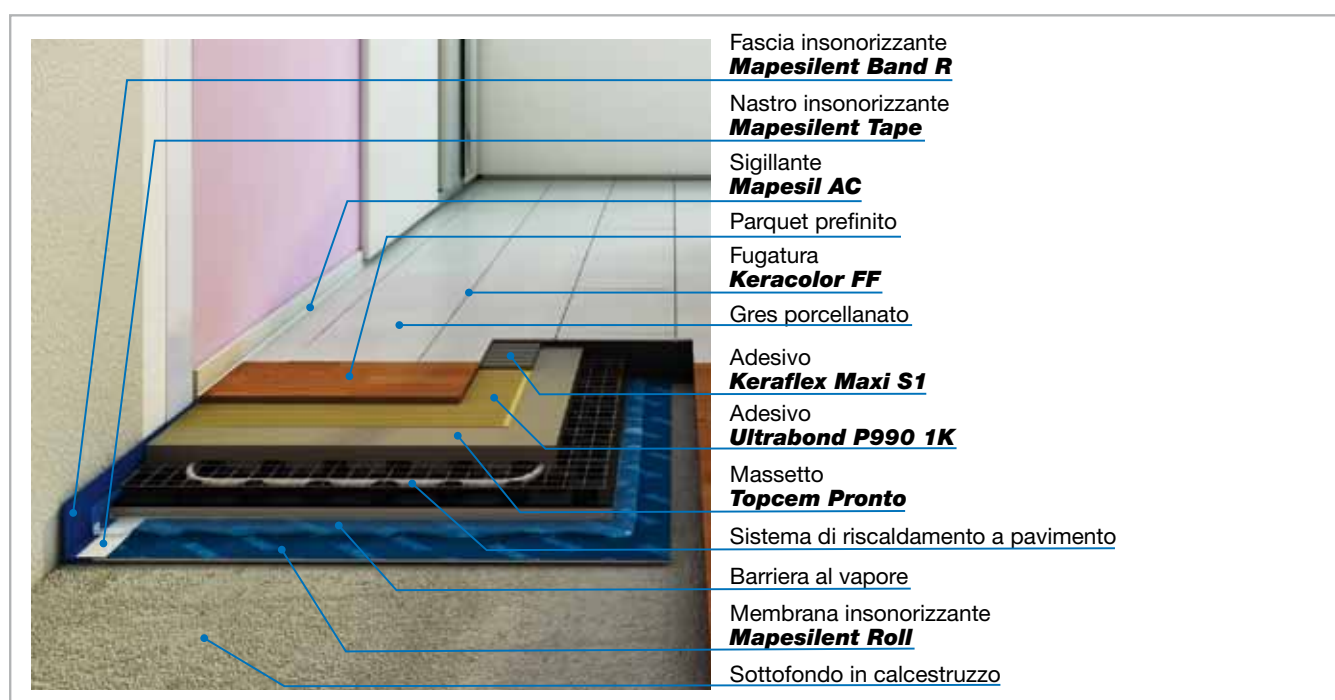 Fascia insonorizzante
Mapesilent Band R
Nastro insonorizzante
Mapesilent Tape
Sigillante
Mapesil AC
Parquet prefinito
Fugatura
Keracolor FF
Gres porcellanato
Adesivo
Keraflex Maxi S1
Adesivo
Ultrabond P990 1K
Massetto
Topcem Pronto
Sistema di riscaldamento a pavimento
Barriera al vapore
Membrana insonorizzante
Mapesilent Roll
Sottofondo in calcestruzzo